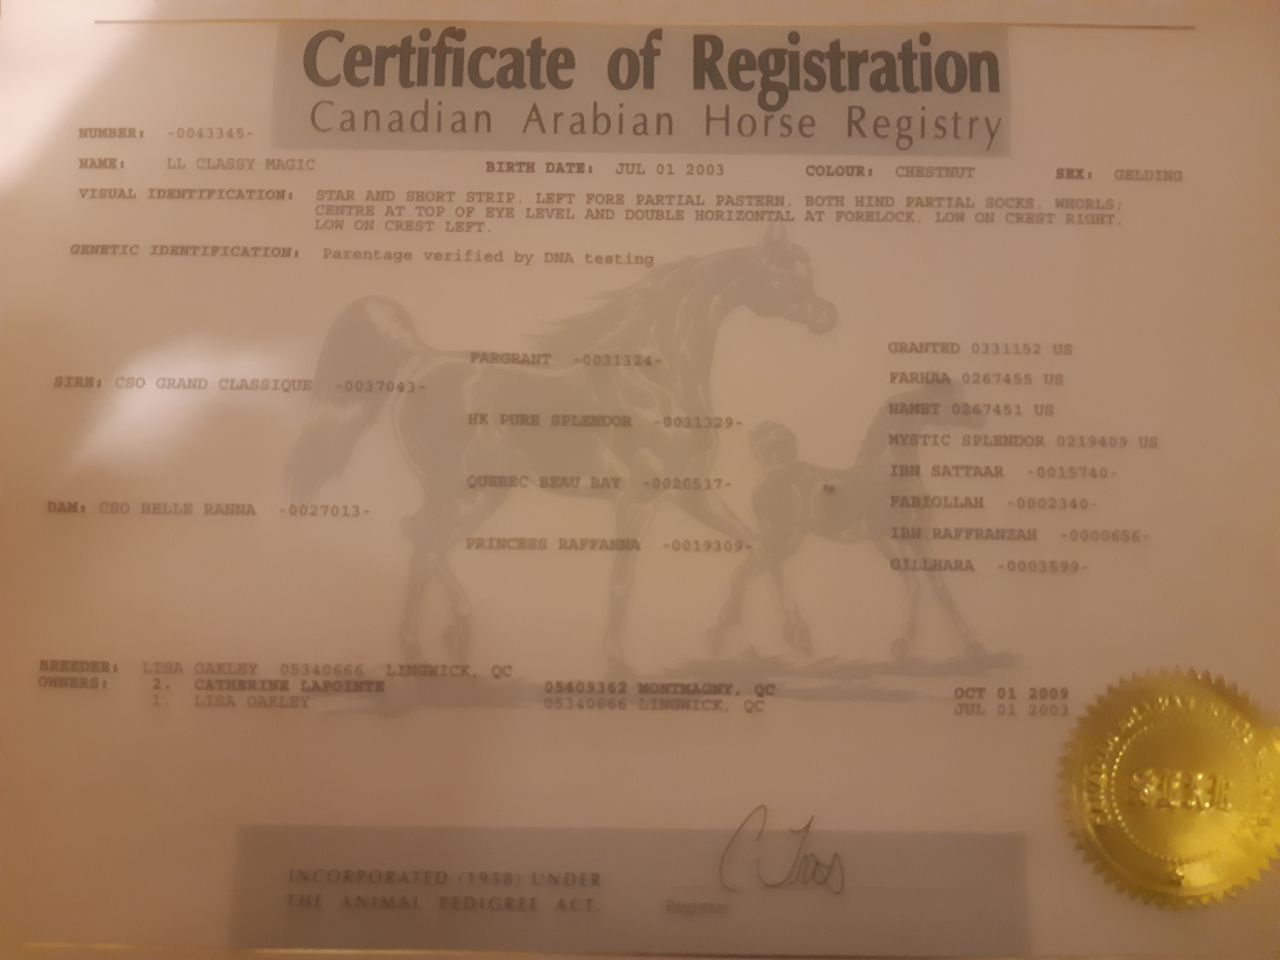 Certificate of Registration
Canadian Arabian Horse Registry
NUMBER: -0043345-
NAME: LL CLASSY MAGIC BIRTH DATE: JUL 01 2003 COLOUR: CHESTNUT SEX: GELDING
VISUAL IDENTIFICATION: STAR AND SHORT STRIP. LEFT FORE PARTIAL PASTERN. BOTH HIND PARTIAL SOCKS. WHORLS:
CENTRE AT TOP OF EYE LEVEL AND DOUBLE HORIZONTAL AT FORELOCK. LOW ON CREST RIGHT.
LOW ON CREST LEFT.
GENETIC IDENTIFICATION: Parentage verified by DNA testing
GRANTED 0331152 US
FARGRANT -0031324-
FARHAA 0267455 US
SIRE: CSO GRAND CLASSIQUE -0037043-
NAMET 0267451 US
HK PURE SPLENDOR -0031329-
MYSTIC SPLENDOR 0219409 US
IBN SATTAAR -0015740-
QUEBEC BEAU BAY -0020537-
FABIOLLAH -0002340-
DAM: CSO BELLE RANNA -0027013-
IBN RAFFRANZAH -0000656-
PRINCESS RAFFANNA -0019309-
GILLHARA -0003599-
BREEDER: LISA OAKLEY 05340666 LINGWICK, QC
OWNERS: 2. CATHERINE LAPOINTE 05409362 MONTMAGNY, QC OCT 01 2009
1. LISA OAKLEY 05340666 LINGWICK, QC JUL 01 2003
INCORPORATED (1958) UNDER
THE ANIMAL PEDIGREE ACT.
Registrar